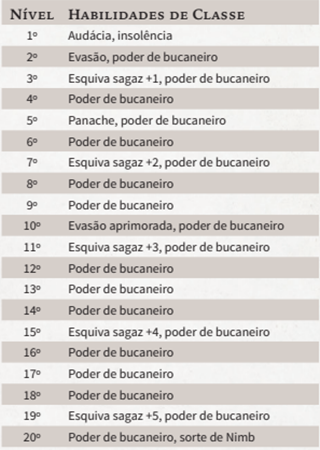 Nível Habilidades de Classe
1º Audácia, insolência
2º Evasão, poder de bucaneiro
3º Esquiva sagaz +1, poder de bucaneiro
4º Poder de bucaneiro
5º Panache, poder de bucaneiro
6º Poder de bucaneiro
7º Esquiva sagaz +2, poder de bucaneiro
8º Poder de bucaneiro
9º Poder de bucaneiro
10º Evasão aprimorada, poder de bucaneiro
11º Esquiva sagaz +3, poder de bucaneiro
12º Poder de bucaneiro
13º Poder de bucaneiro
14º Poder de bucaneiro
15º Esquiva sagaz +4, poder de bucaneiro
16º Poder de bucaneiro
17º Poder de bucaneiro
18º Poder de bucaneiro
19º Esquiva sagaz +5, poder de bucaneiro
20º Poder de bucaneiro, sorte de Nimb